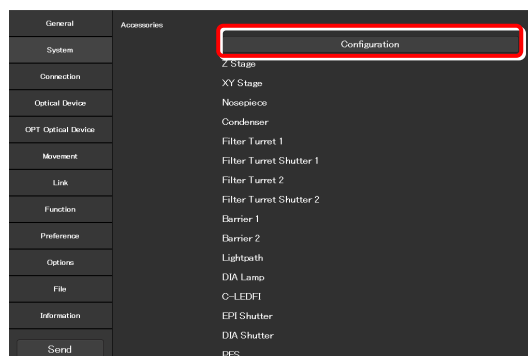 General
System
Connection
Optical Device
OPT Optical Device
Movement
Link
Function
Preference
Options
File
Information
Send
Accessories
Configuration
Z Stage
XY Stage
Nosepiece
Condenser
Filter Turret 1
Filter Turret Shutter 1
Filter Turret 2
Filter Turret Shutter 2
Barrier 1
Barrier 2
Lightpath
DIA Lamp
C-LEDFI
EPI Shutter
DIA Shutter
PFS